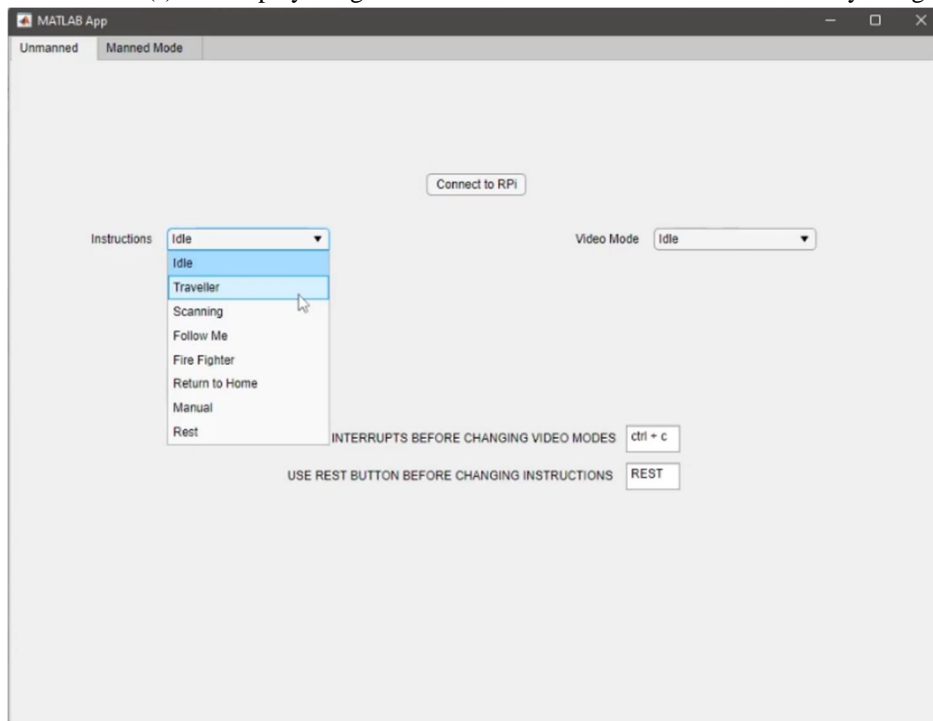 MATLAB App
Unmanned Manned Mode
Connect to RPi
Instructions Idle Video Mode Idle
Idle
Traveller
Scanning
Follow Me
Fire Fighter
Return to Home
Manual
Rest
INTERRUPTS BEFORE CHANGING VIDEO MODES ctrl + c
USE REST BUTTON BEFORE CHANGING INSTRUCTIONS REST